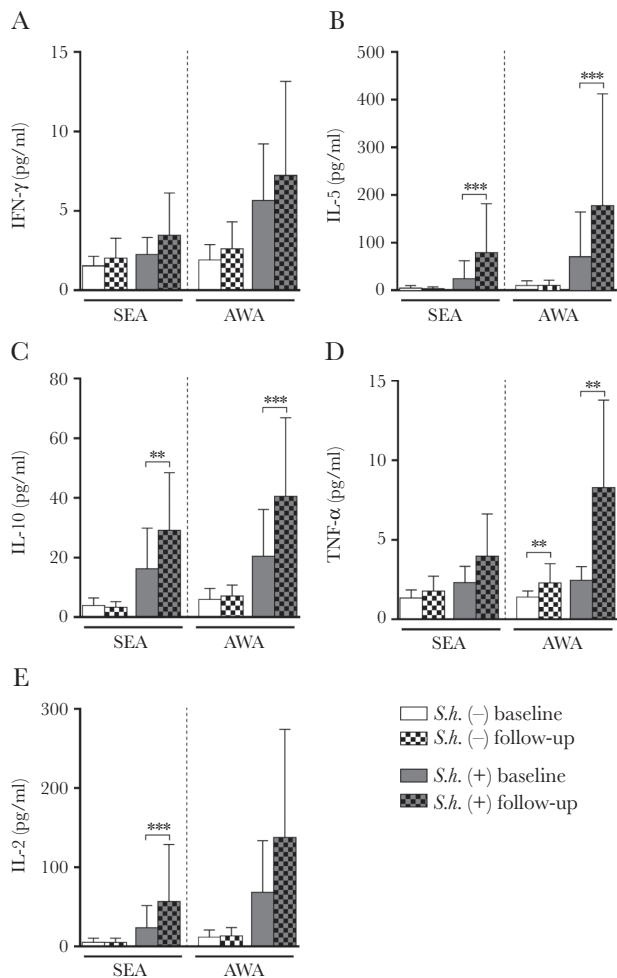 A
IFN-γ (pg/ml)
15
10
5
0
SEA
AWA
B
IL-5 (pg/ml)
500
400
300
200
100
0
***
***
SEA
AWA
C
IL-10 (pg/ml)
80
60
40
20
0
**
***
SEA
AWA
D
TNF-α (pg/ml)
15
10
5
0
**
**
SEA
AWA
E
IL-2 (pg/ml)
300
200
100
0
***
SEA
AWA
S.h. (–) baseline
S.h. (–) follow-up
S.h. (+) baseline
S.h. (+) follow-up